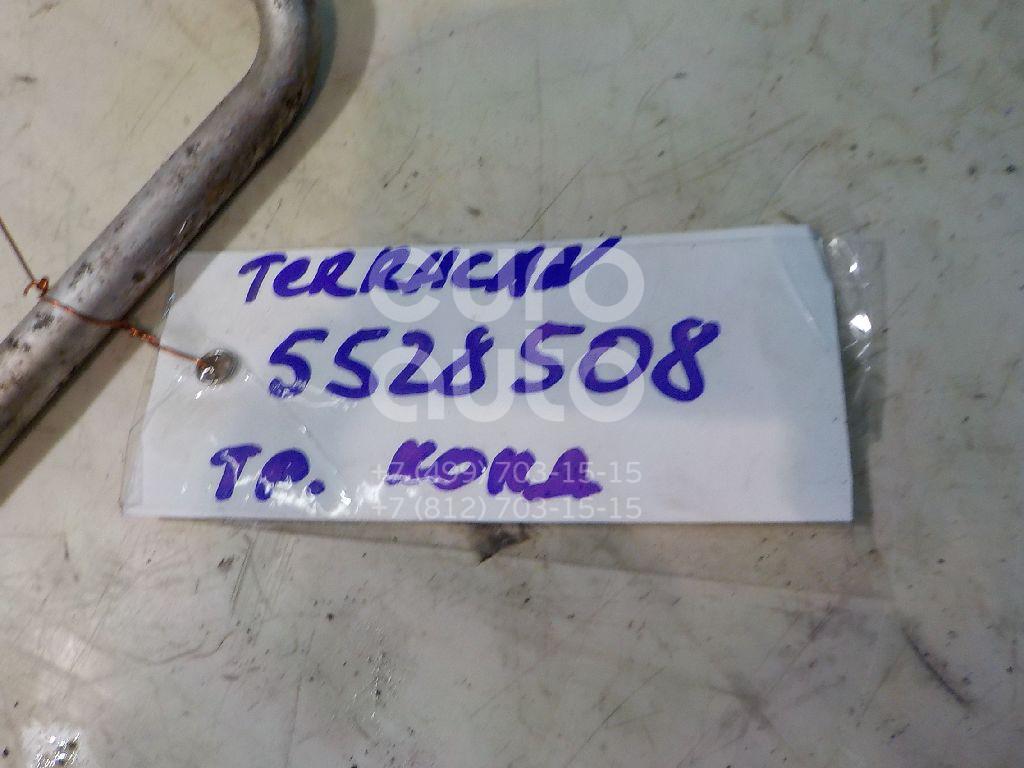 TERRACAN
euro
5528508
auto
ТР. КОНД
+7 (499) 703-15-15
+7 (812) 703-15-15